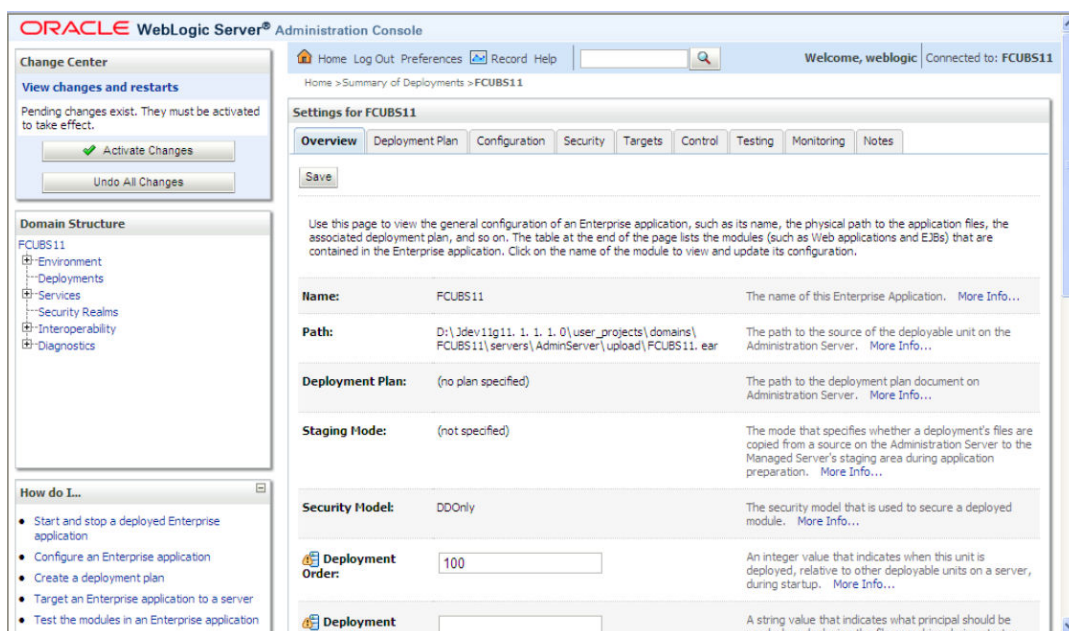 ORACLE WebLogic Server® Administration Console
Change Center
View changes and restarts
Pending changes exist. They must be activated
to take effect.
Activate Changes
Undo All Changes
Domain Structure
FCUBS11
Environment
Deployments
Services
Security Realms
Interoperability
Diagnostics
How do I...
Start and stop a deployed Enterprise
application
Configure an Enterprise application
Create a deployment plan
Target an Enterprise application to a server
Test the modules in an Enterprise application
Home Log Out Preferences Record Help
Welcome, weblogic Connected to: FCUBS11
Home >Summary of Deployments >FCUBS11
Settings for FCUBS11
Overview Deployment Plan Configuration Security Targets Control Testing Monitoring Notes
Save
Use this page to view the general configuration of an Enterprise application, such as its name, the physical path to the application files, the
associated deployment plan, and so on. The table at the end of the page lists the modules (such as Web applications and EJBs) that are
contained in the Enterprise application. Click on the name of the module to view and update its configuration.
Name: FCUBS11 The name of this Enterprise Application. More Info...
Path: D:\Jdev11g11. 1. 1. 1. 0\user_projects\domains\ The path to the source of the deployable unit on the
FCUBS11\servers\AdminServer\upload\FCUBS11. ear Administration Server. More Info...
Deployment Plan: (no plan specified) The path to the deployment plan document on
Administration Server. More Info...
Staging Mode: (not specified) The mode that specifies whether a deployment's files are
copied from a source on the Administration Server to the
Managed Server's staging area during application
preparation. More Info...
Security Model: DDOnly The security model that is used to secure a deployed
module. More Info...
Deployment 100 An integer value that indicates when this unit is
Order: deployed, relative to other deployable units on a server,
during startup. More Info...
Deployment A string value that indicates what principal should be